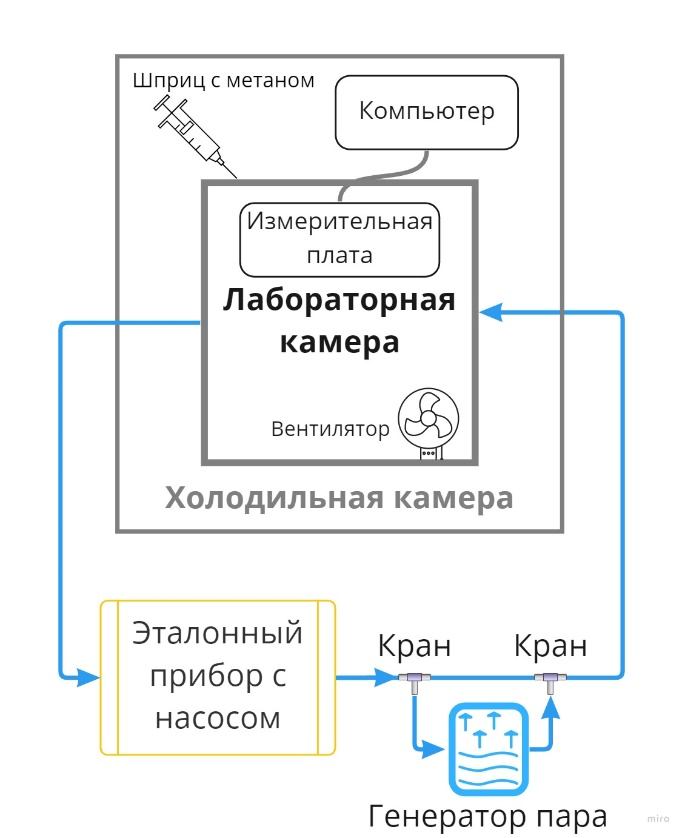 Шприц с метаном
Компьютер
Измерительная
плата
Лабораторная
камера
Вентилятор
Холодильная камера
Эталонный
прибор с
насосом
Кран
Кран
Генератор пара
miro